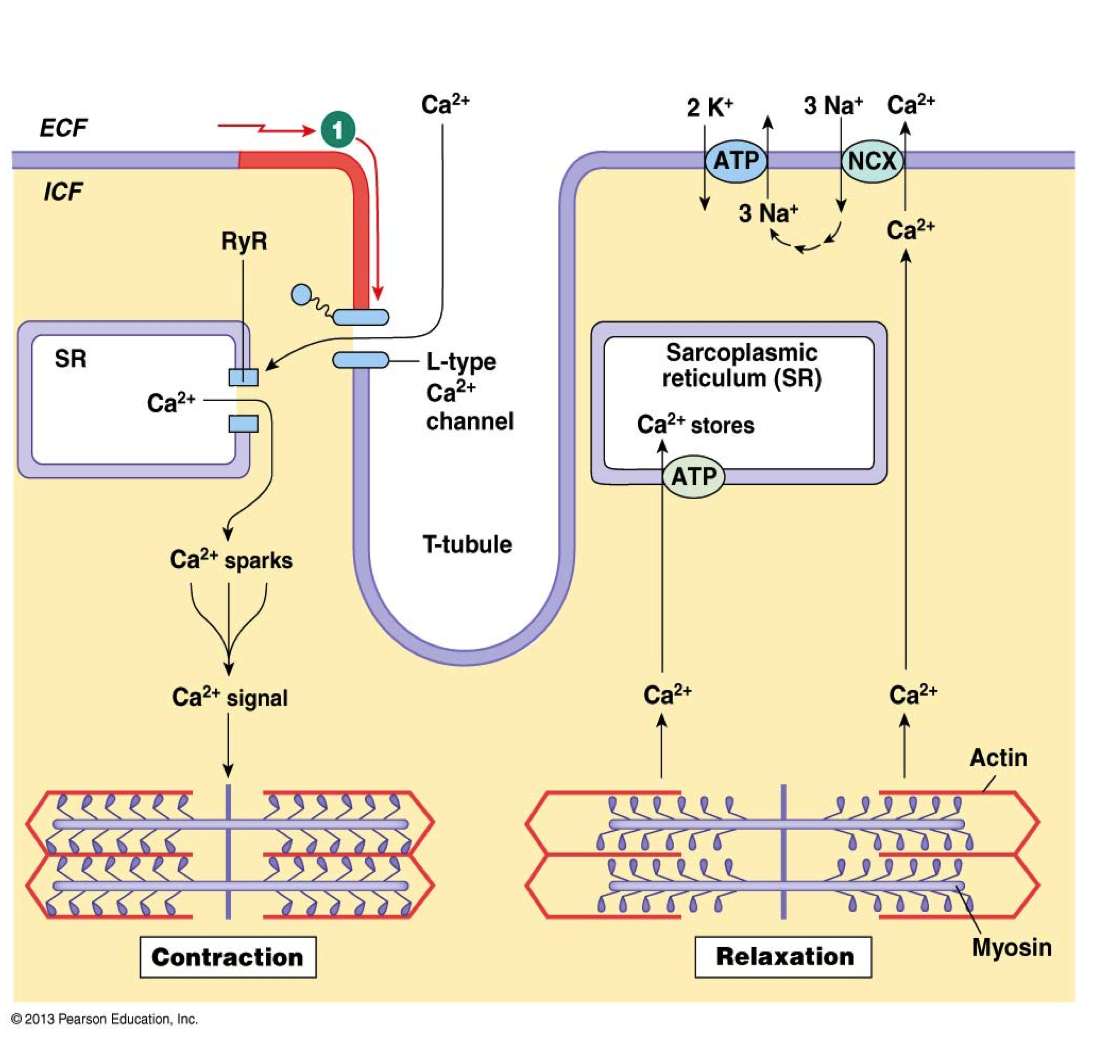 ECF
ICF
1
Ca²⁺
2 K⁺
3 Na⁺
Ca²⁺
ATP
NCX
3 Na⁺
Ca²⁺
RyR
SR
Ca²⁺
L-type
Ca²⁺
channel
Sarcoplasmic
reticulum (SR)
Ca²⁺ stores
ATP
T-tubule
Ca²⁺ sparks
Ca²⁺ signal
Ca²⁺
Ca²⁺
Actin
Myosin
Contraction
Relaxation
© 2013 Pearson Education, Inc.